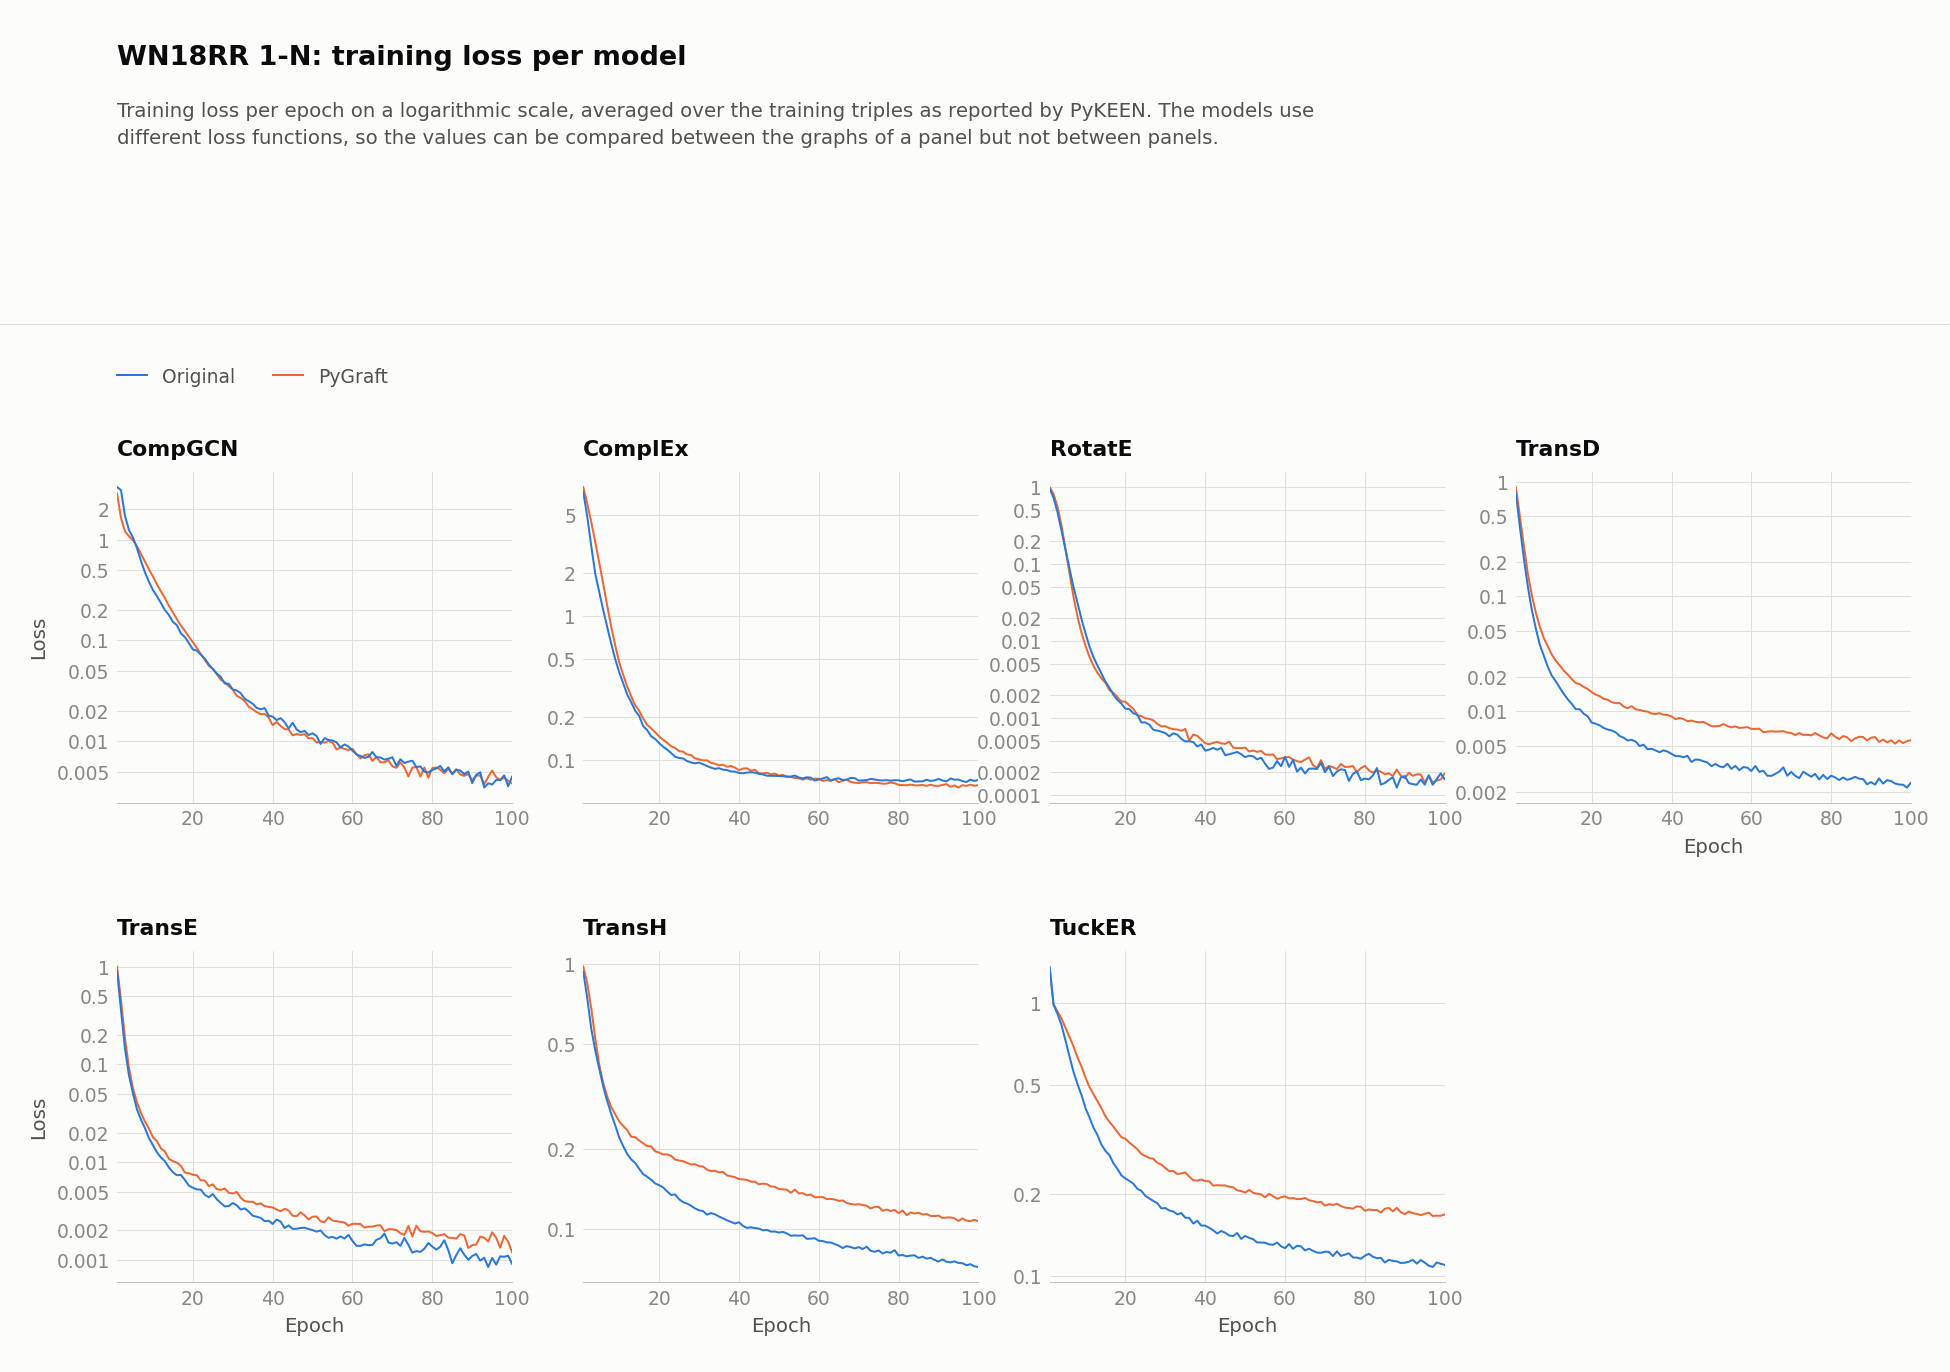 WN18RR 1-N: training loss per model
Training loss per epoch on a logarithmic scale, averaged over the training triples as reported by PyKEEN. The models use
different loss functions, so the values can be compared between the graphs of a panel but not between panels.
Original PyGraft
CompGCN
Loss
2
1
0.5
0.2
0.1
0.05
0.02
0.01
0.005
20 40 60 80 100
ComplEx
5
2
1
0.5
0.2
0.1
20 40 60 80 100
RotatE
1
0.5
0.2
0.1
0.05
0.02
0.01
0.005
0.002
0.001
0.0005
0.0002
0.0001
20 40 60 80 100
TransD
1
0.5
0.2
0.1
0.05
0.02
0.01
0.005
0.002
20 40 60 80 100
Epoch
TransE
Loss
1
0.5
0.2
0.1
0.05
0.02
0.01
0.005
0.002
0.001
20 40 60 80 100
Epoch
TransH
1
0.5
0.2
0.1
20 40 60 80 100
Epoch
TuckER
1
0.5
0.2
0.1
20 40 60 80 100
Epoch